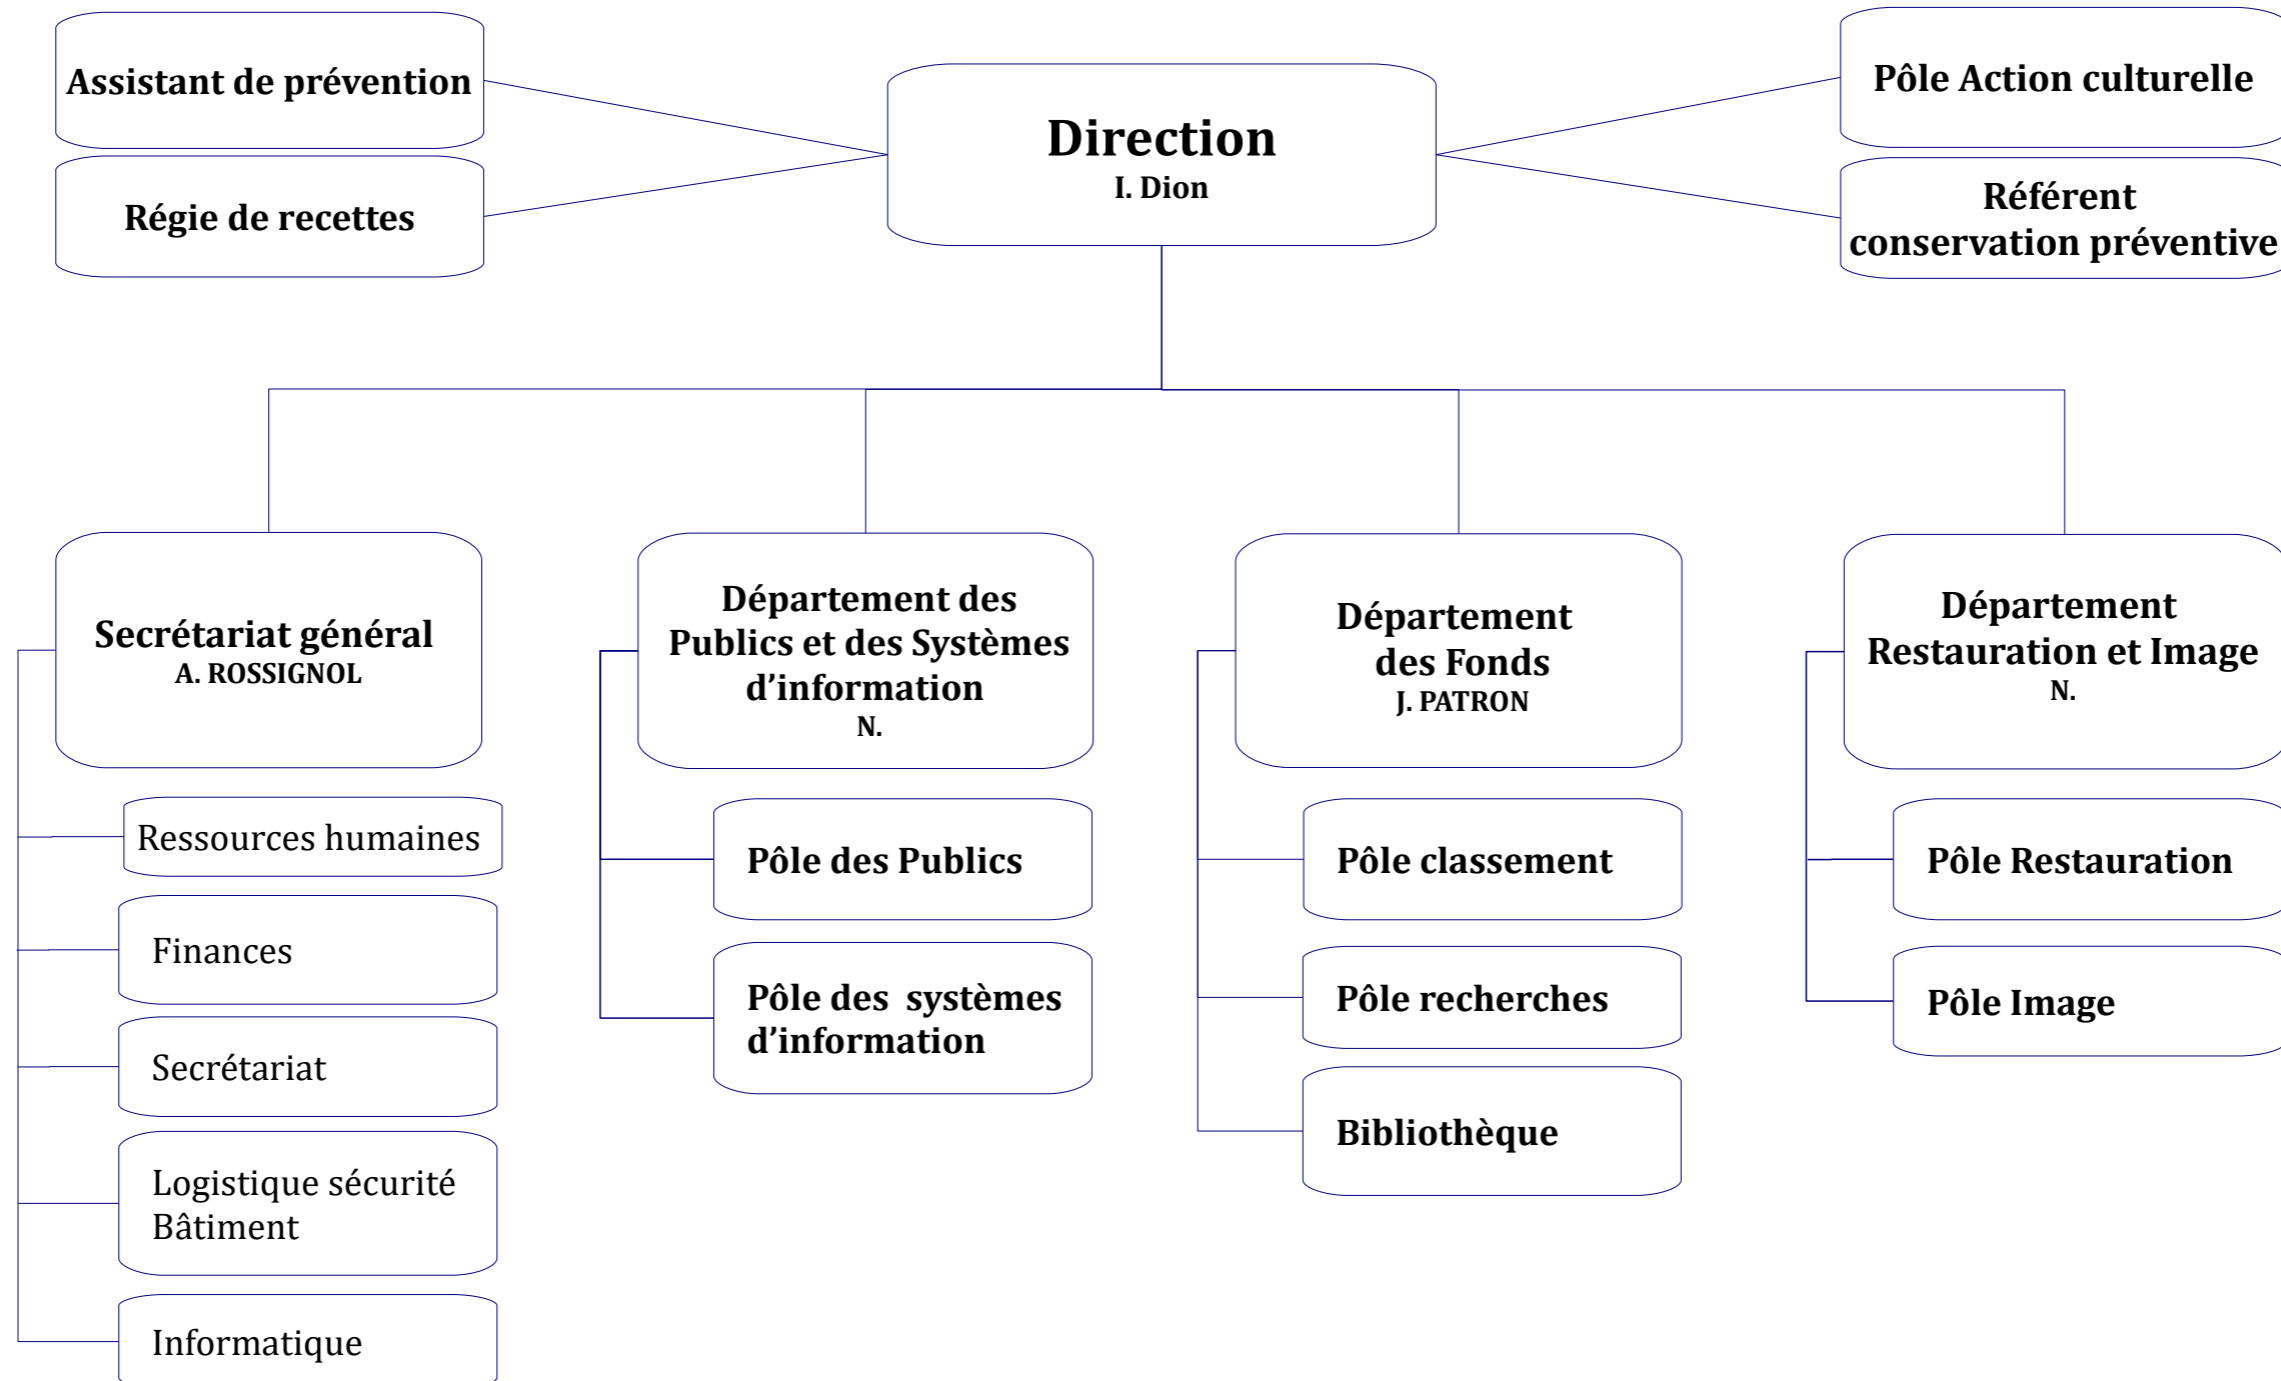 Assistant de prévention
Régie de recettes
Direction
I. Dion
Pôle Action culturelle
Référent
conservation préventive
Secrétariat général
A. ROSSIGNOL
Ressources humaines
Finances
Secrétariat
Logistique sécurité
Bâtiment
Informatique
Département des
Publics et des Systèmes
d’information
N.
Pôle des Publics
Pôle des  systèmes
d’information
Département
des Fonds
J. PATRON
Pôle classement
Pôle recherches
Bibliothèque
Département
Restauration et Image
N.
Pôle Restauration
Pôle Image